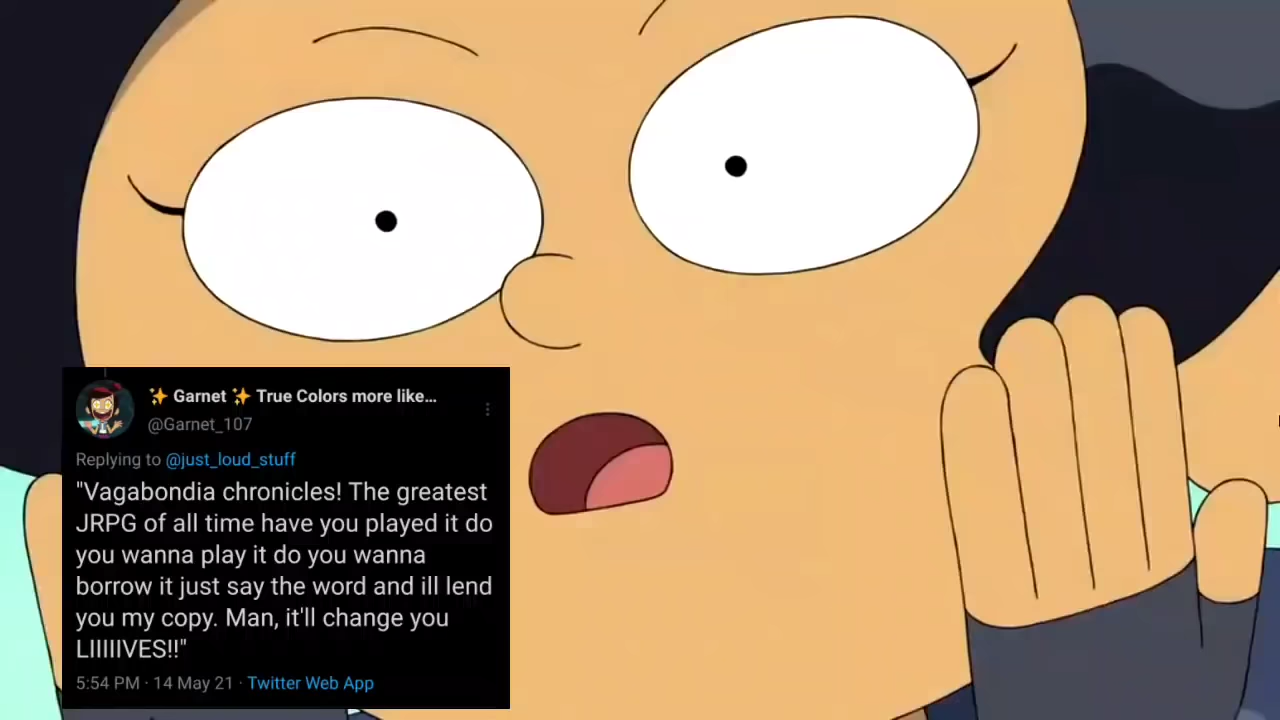 ✨ Garnet ✨ True Colors more like…
@Garnet_107
Replying to @just_loud_stuff
"Vagabondia chronicles! The greatest
JRPG of all time have you played it do
you wanna play it do you wanna
borrow it just say the word and ill lend
you my copy. Man, it'll change you
LIIIIIVES!!"
5:54 PM · 14 May 21 · Twitter Web App